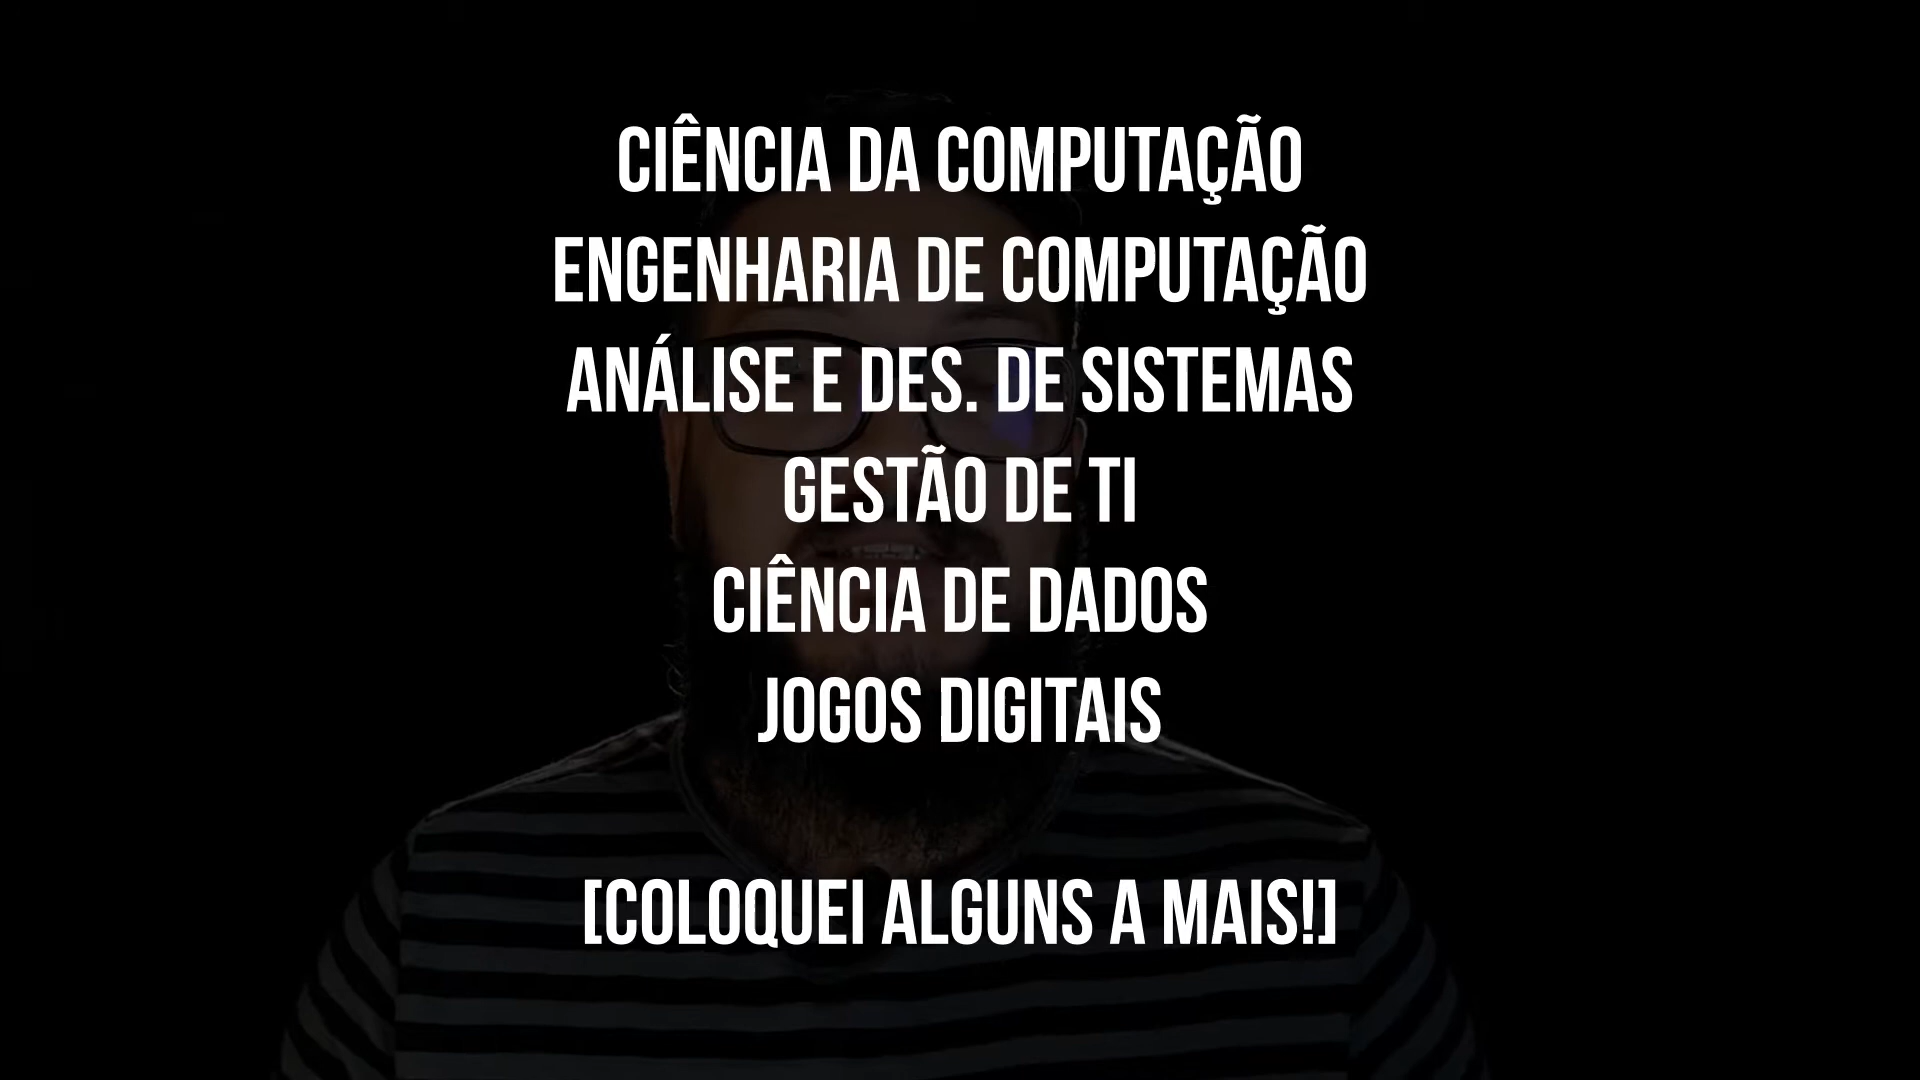 CIÊNCIA DA COMPUTAÇÃO
ENGENHARIA DE COMPUTAÇÃO
ANÁLISE E DES. DE SISTEMAS
GESTÃO DE TI
CIÊNCIA DE DADOS
JOGOS DIGITAIS
[COLOQUEI ALGUNS A MAIS!]